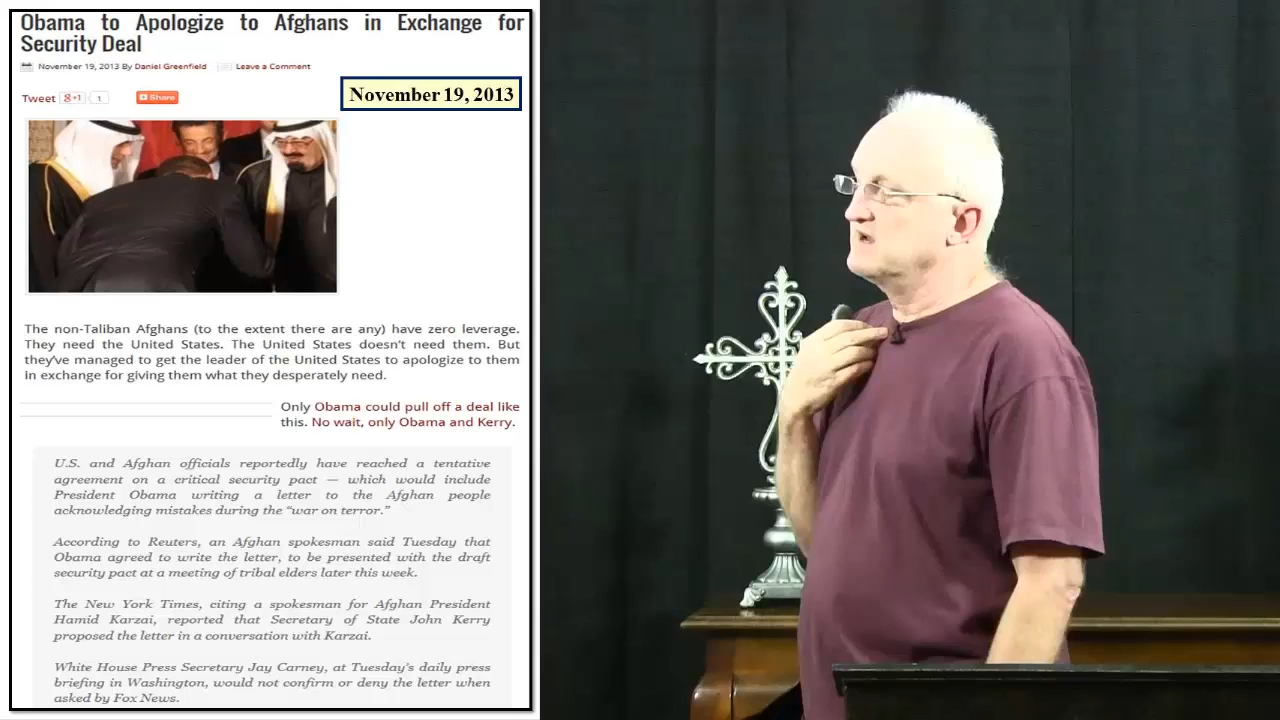 Obama to Apologize to Afghans in Exchange for
Security Deal
November 19, 2013 By Daniel Greenfield Leave a Comment
Tweet g+1 1 Share
November 19, 2013
The non-Taliban Afghans (to the extent there are any) have zero leverage.
They need the United States. The United States doesn't need them. But
they've managed to get the leader of the United States to apologize to them
in exchange for giving them what they desperately need.
Only Obama could pull off a deal like
this. No wait, only Obama and Kerry.
U.S. and Afghan officials reportedly have reached a tentative
agreement on a critical security pact — which would include
President Obama writing a letter to the Afghan people
acknowledging mistakes during the “war on terror.”
According to Reuters, an Afghan spokesman said Tuesday that
Obama agreed to write the letter, to be presented with the draft
security pact at a meeting of tribal elders later this week.
The New York Times, citing a spokesman for Afghan President
Hamid Karzai, reported that Secretary of State John Kerry
proposed the letter in a conversation with Karzai.
White House Press Secretary Jay Carney, at Tuesday's daily press
briefing in Washington, would not confirm or deny the letter when
asked by Fox News.